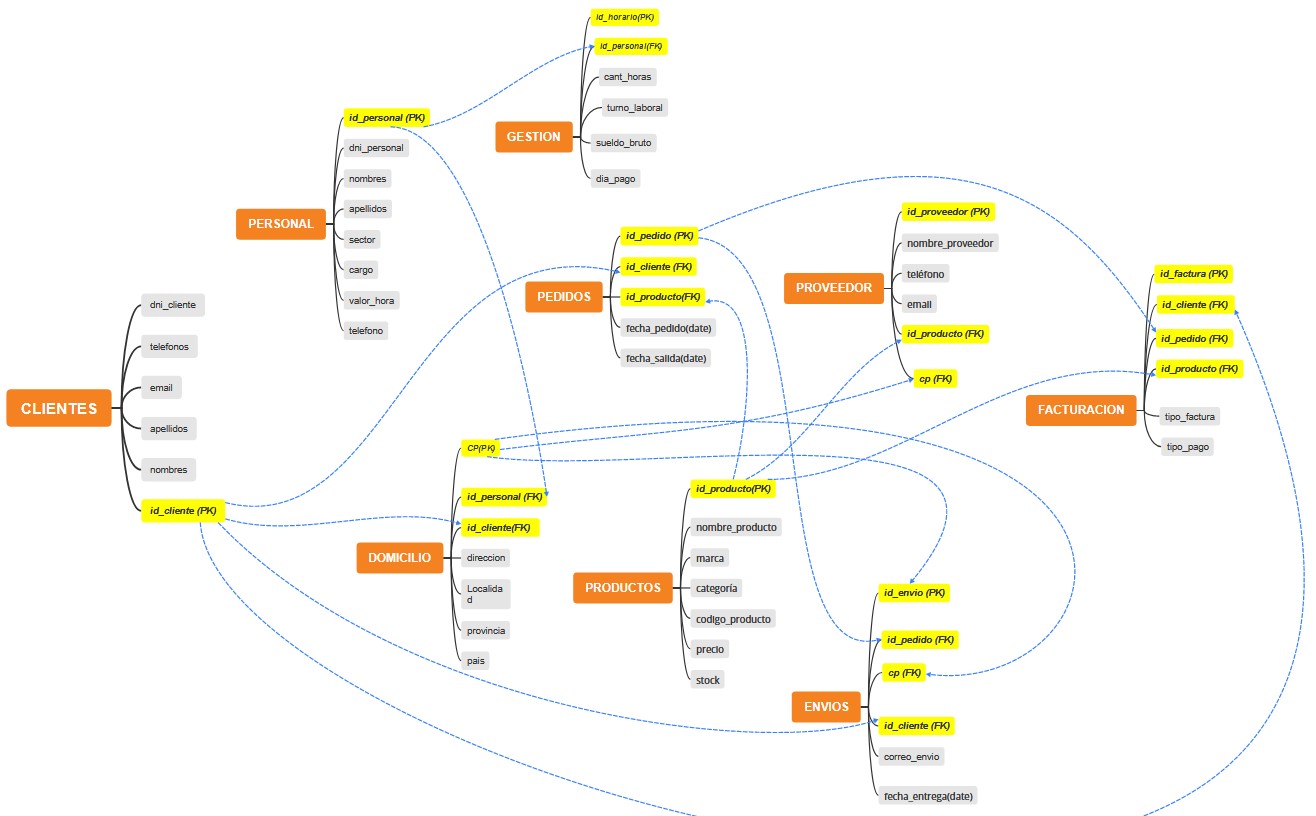 id_horario(PK)
id_personal(FK)
cant_horas
turno_laboral
GESTION
sueldo_bruto
dia_pago
id_personal (PK)
dni_personal
nombres
apellidos
PERSONAL
sector
cargo
valor_hora
telefono
id_pedido (PK)
id_cliente (FK)
PEDIDOS
id_producto(FK)
fecha_pedido(date)
fecha_salida(date)
id_proveedor (PK)
nombre_proveedor
teléfono
PROVEEDOR
email
id_producto (FK)
cp (FK)
id_factura (PK)
id_cliente (FK)
id_pedido (FK)
id_producto (FK)
FACTURACION
tipo_factura
tipo_pago
dni_cliente
telefonos
email
CLIENTES
apellidos
nombres
id_cliente (PK)
CP(PK)
id_personal (FK)
id_cliente(FK)
DOMICILIO
direccion
Localida
d
provincia
pais
id_producto(PK)
nombre_producto
marca
PRODUCTOS
categoría
codigo_producto
precio
stock
id_envio (PK)
id_pedido (FK)
cp (FK)
ENVIOS
id_cliente (FK)
correo_envio
fecha_entrega(date)